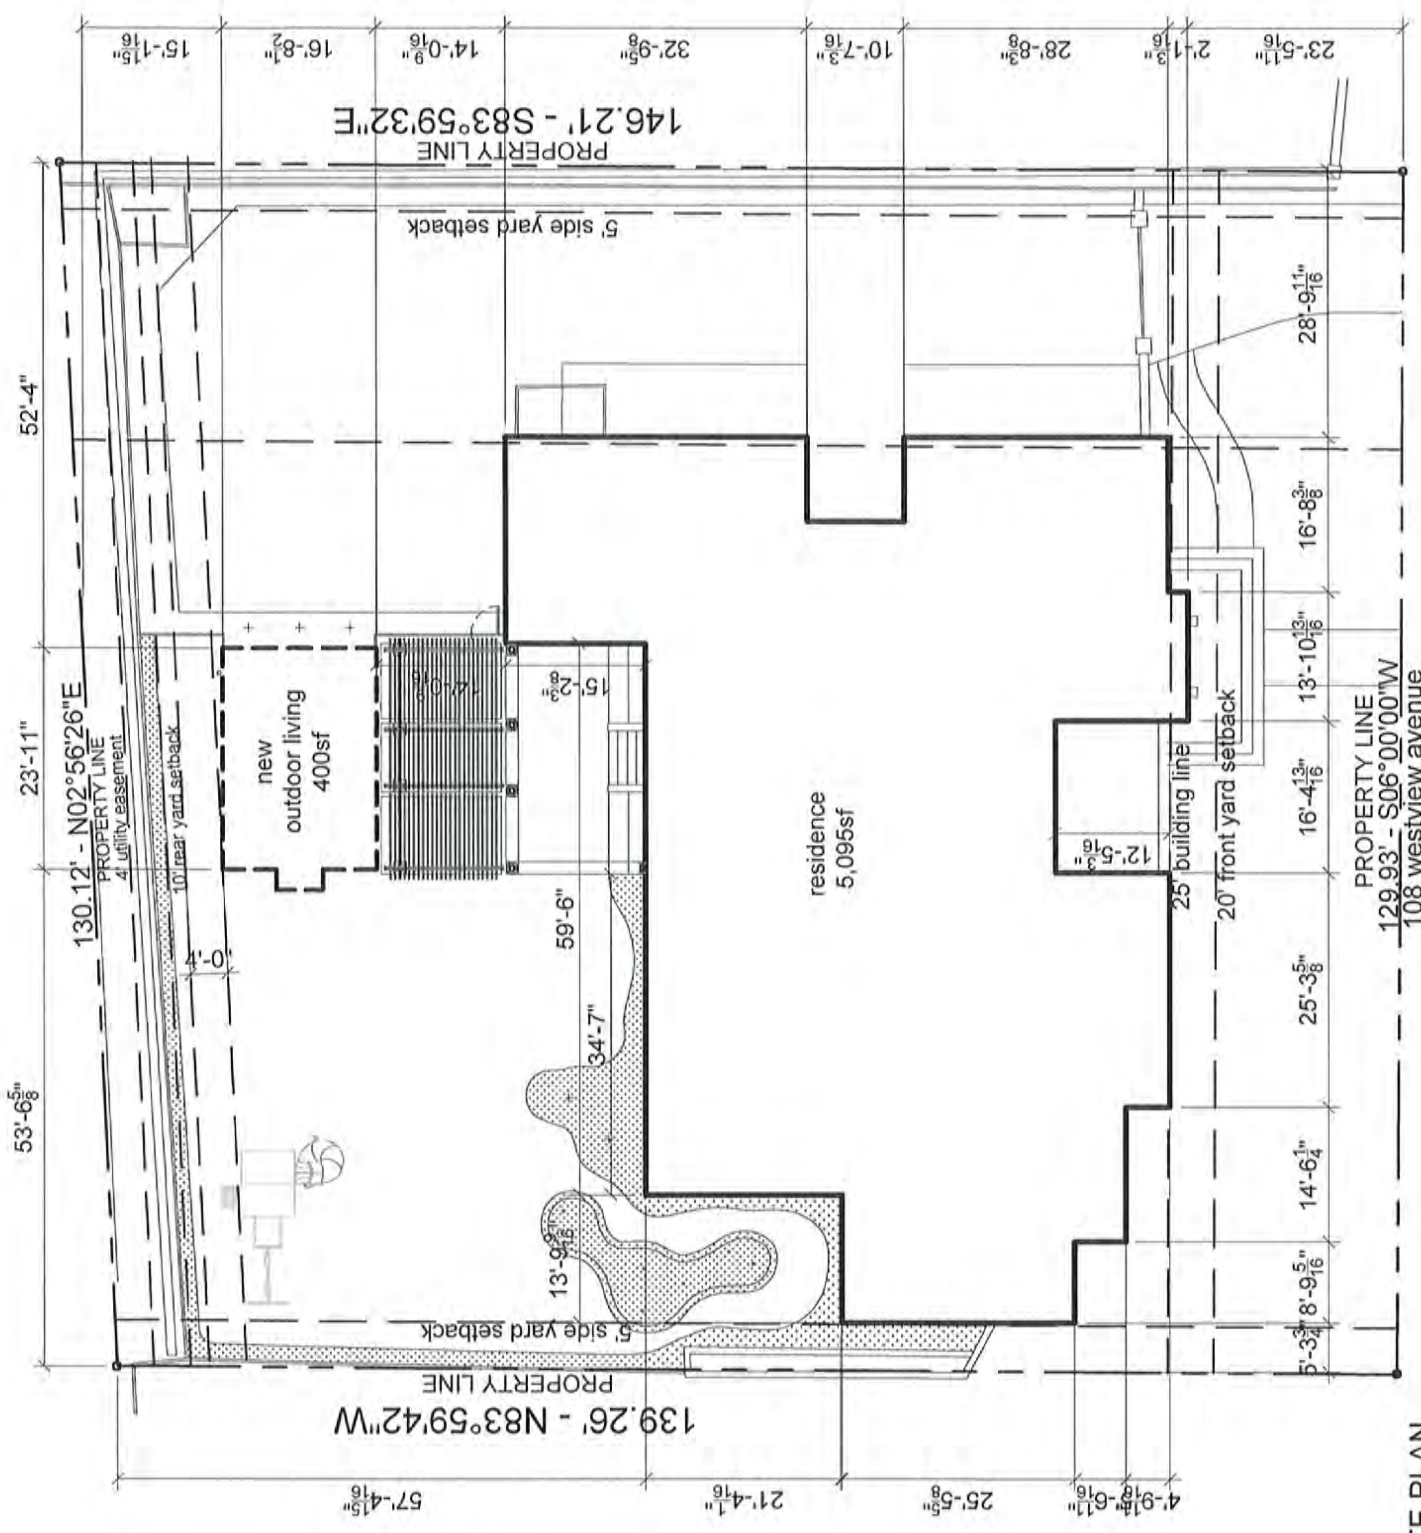 15'-1 15/16"
16'-8 1/2"
14'-0 9/16"
32'-9 5/8"
10'-7 3/16"
28'-8 3/8"
2'-1 3/16"
23'-5 11/16"
146.21' - S83°59'32"E
PROPERTY LINE
5' side yard setback
52'-4"
23'-11"
53'-6 5/8"
130.12' - N02°56'26"E
PROPERTY LINE
4' utility easement
10' rear yard setback
4'-0"
new
outdoor living
400sf
14'-0 9/16"
15'-2 3/8"
59'-6"
34'-7"
13'-9 9/16"
residence
5,095sf
12'-5 3/16"
25' building line
20' front yard setback
28'-9 11/16"
16'-8 3/8"
13'-10 13/16"
16'-4 13/16"
25'-3 5/8"
14'-6 1/4"
8'-9 5/16"
5'-3 3/4"
PROPERTY LINE
129.93' - S06°00'00"W
108 westview avenue
5' side yard setback
PROPERTY LINE
139.26' - N83°59'42"W
57'-4 15/16"
21'-4 1/16"
25'-5 5/8"
PLAN